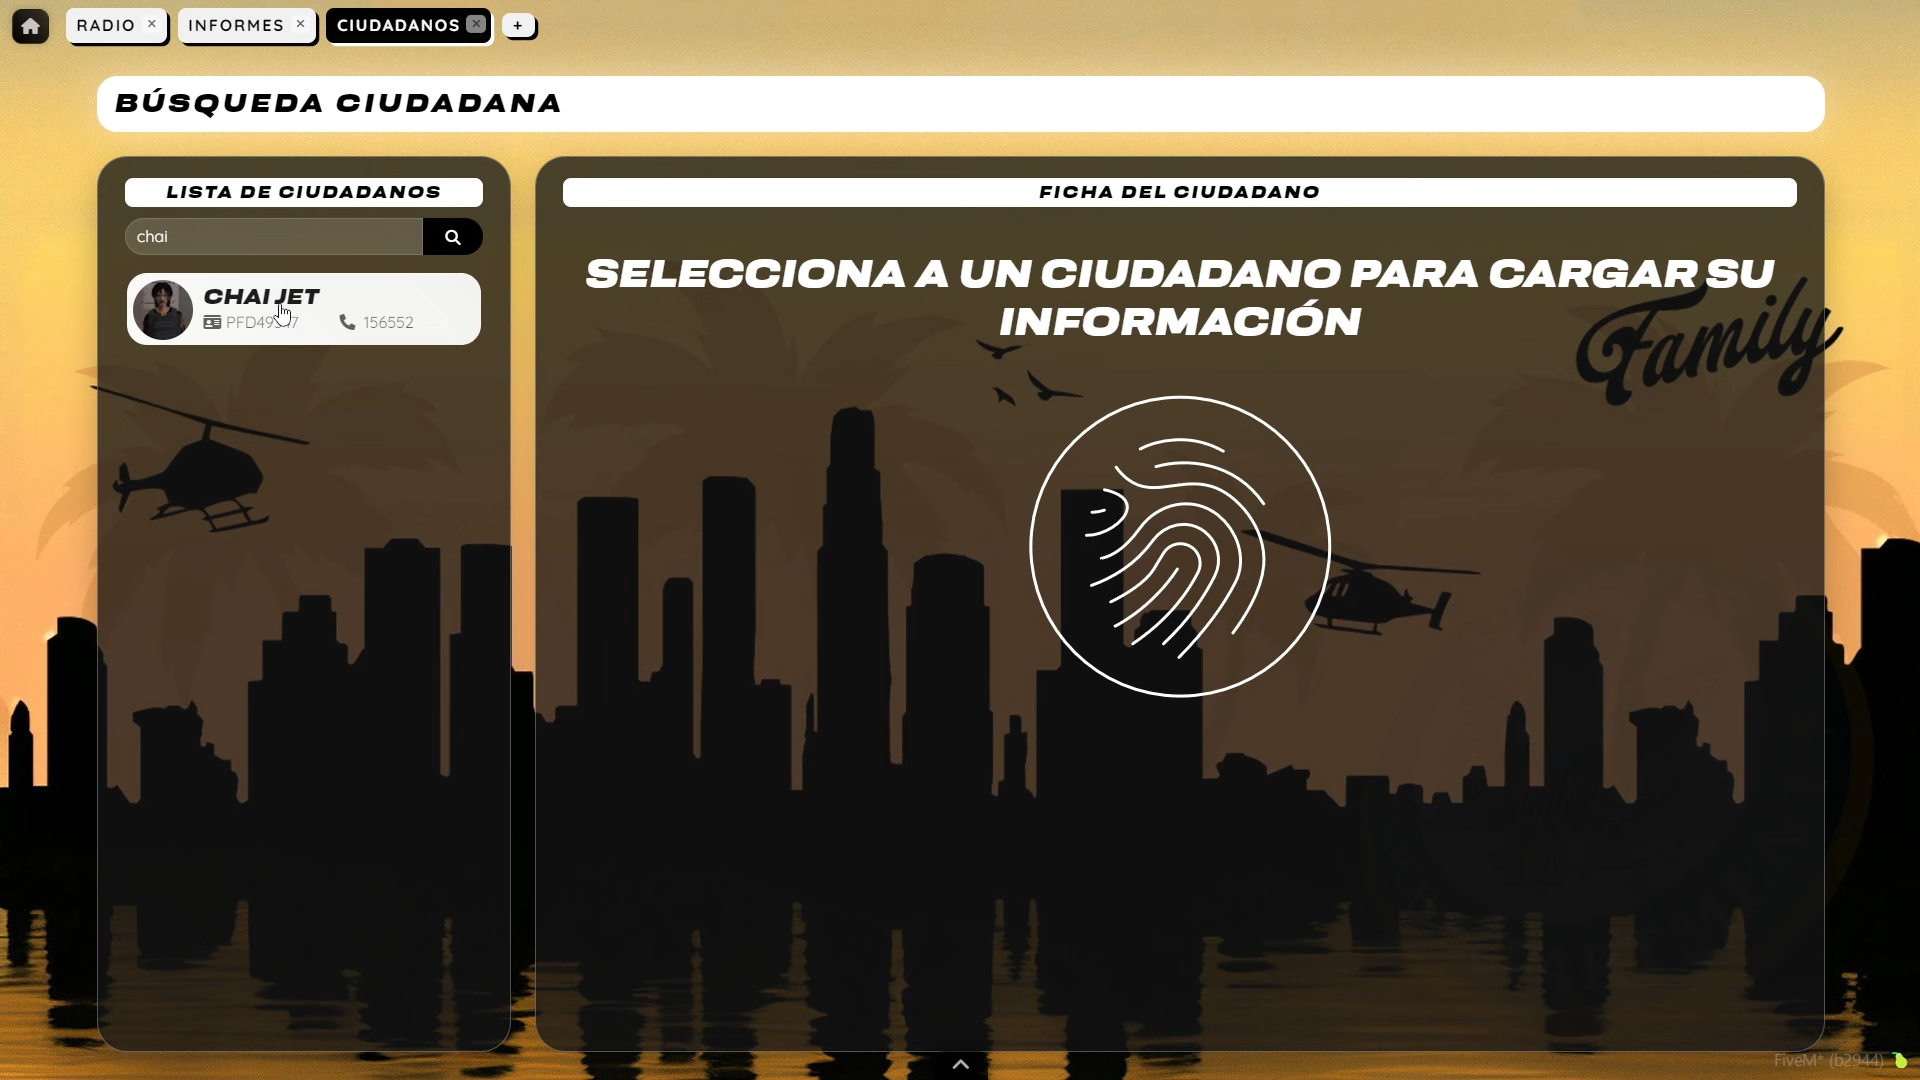 RADIO
INFORMES
CIUDADANOS
BÚSQUEDA CIUDADANA
LISTA DE CIUDADANOS
chai
CHAI JET
156552
FICHA DEL CIUDADANO
SELECCIONA A UN CIUDADANO PARA CARGAR SU
INFORMACIÓN
Family
FiveM* (b2944)